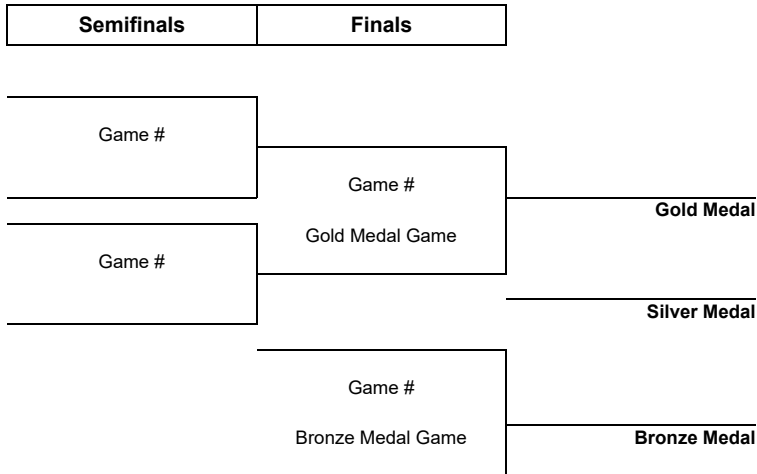 Semifinals
Finals
Game #
Game #
Gold Medal
Gold Medal Game
Game #
Silver Medal
Game #
Bronze Medal Game
Bronze Medal